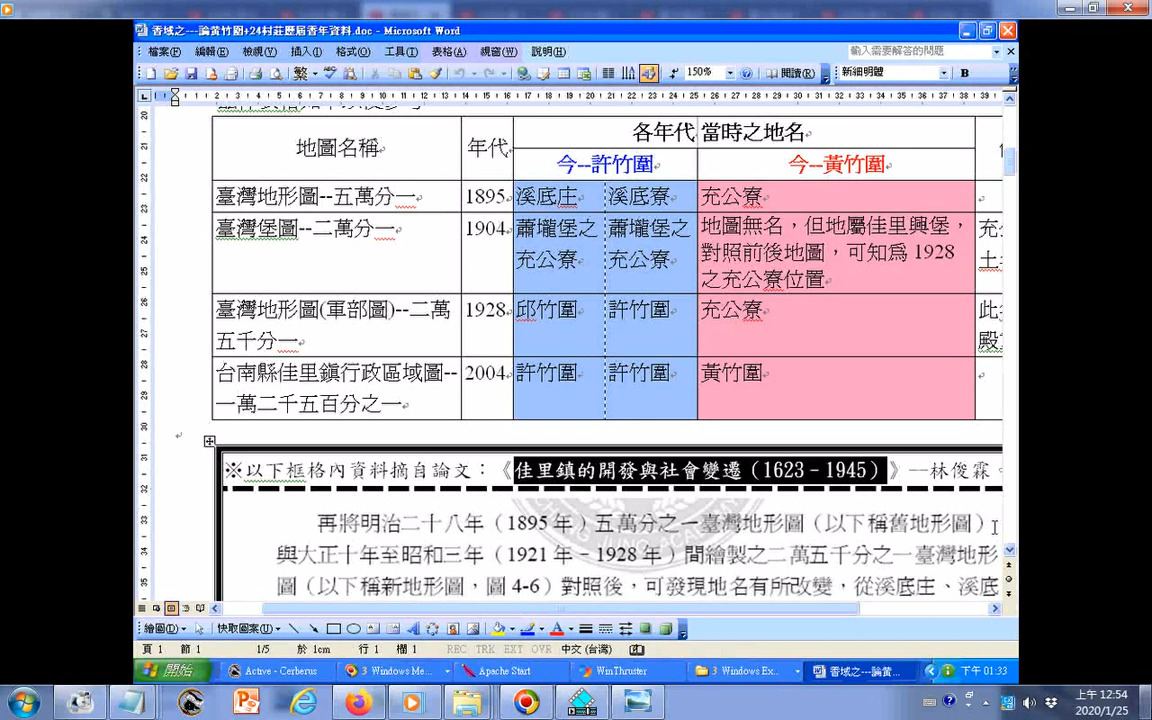 香域之---論黃竹圍+24村莊歷屆香年資料.doc - Microsoft Word
檔案(F) 編輯(E) 檢視(V) 插入(I) 格式(O) 工具(T) 表格(A) 視窗(W) 說明(H) 輸入需要解答的問題
繁 150% 閱讀(R) 新細明體 B
地圖名稱 年代 各年代 當時之地名
今--許竹圍 今--黃竹圍
臺灣地形圖--五萬分一 1895 溪底庄 溪底寮 充公寮
臺灣堡圖--二萬分一 1904 蕭壠堡之 蕭壠堡之 地圖無名，但地屬佳里興堡， 充公
充公寮 充公寮 對照前後地圖，可知為 1928 土
之充公寮位置
臺灣地形圖(軍部圖)--二萬 1928 邱竹圍 許竹圍 充公寮 此
五千分一 殿
台南縣佳里鎮行政區域圖-- 2004 許竹圍 許竹圍 黃竹圍
一萬二千五百分之一
※以下框格內資料摘自論文：《佳里鎮的開發與社會變遷（1623－1945）》—林俊霖
再將明治二十八年（1895 年）五萬分之一臺灣地形圖（以下稱舊地形圖）
與大正十年至昭和三年（1921 年－1928 年）間繪製之二萬五千分之一臺灣地形
圖（以下稱新地形圖，圖 4-6）對照後，可發現地名有所改變，從溪底庄、溪底
繪圖(D) 快取圖案(U)
頁 1 節 1 1/5 於 1cm 行 1 欄 1 REC TRK EXT OVR 中文 (台灣)
開始 Active - Cerberus 3 Windows Me... Apache Start WinThruster 3 Windows Ex... 香域之---論黃... 下午 01:33
上午 12:54
2020/1/25